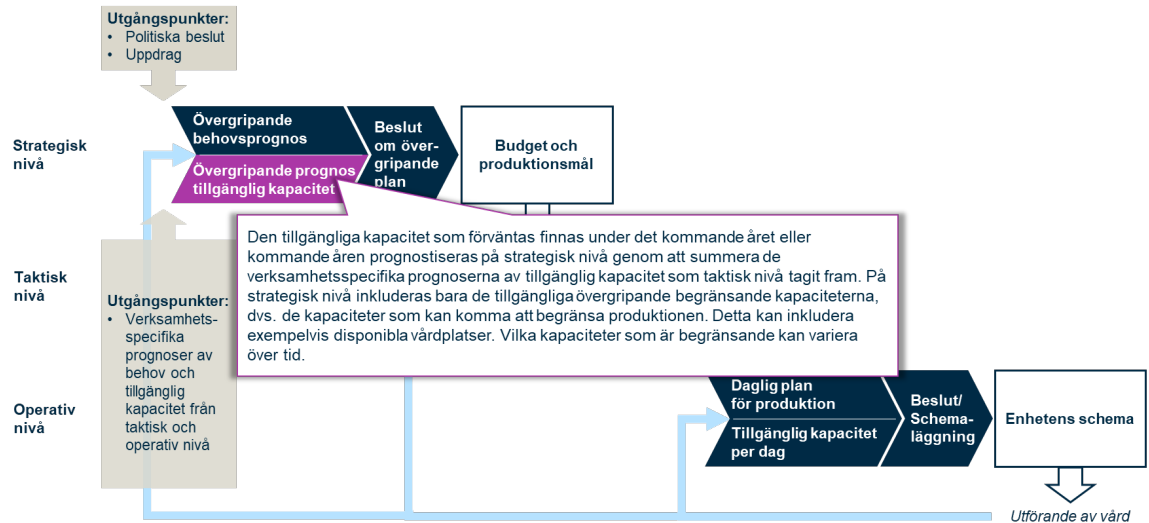 Utgångspunkter:
• Politiska beslut
• Uppdrag
Strategisk
nivå
Övergripande
behovsprognos
Övergripande prognos
tillgänglig kapacitet
Beslut
om över-
gripande
plan
Budget och
produktionsmål
Den tillgängliga kapacitet som förväntas finnas under det kommande året eller
kommande åren prognostiseras på strategisk nivå genom att summera de
verksamhetsspecifika prognoserna av tillgänglig kapacitet som taktisk nivå tagit fram. På
strategisk nivå inkluderas bara de tillgängliga övergripande begränsande kapaciteterna,
dvs. de kapaciteter som kan komma att begränsa produktionen. Detta kan inkludera
exempelvis disponibla vårdplatser. Vilka kapaciteter som är begränsande kan variera
över tid.
Taktisk
nivå
Utgångspunkter:
• Verksamhets-
specifika
prognoser av
behov och
tillgänglig
kapacitet från
taktisk och
operativ nivå
Operativ
nivå
Daglig plan
för produktion
Tillgänglig kapacitet
per dag
Beslut/
Schema-
läggning
Enhetens schema
Utförande av vård